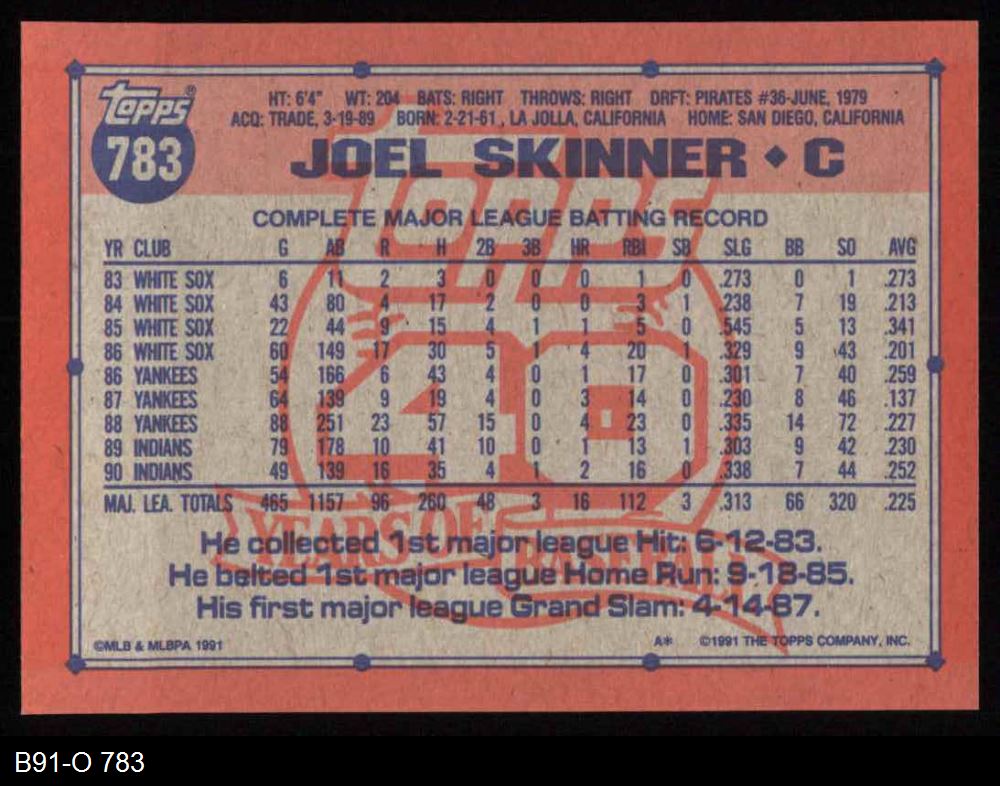 Topps®
783
HT: 6'4" WT: 204 BATS: RIGHT THROWS: RIGHT DRFT: PIRATES #36-JUNE, 1979
ACQ: TRADE, 3-19-89 BORN: 2-21-61, LA JOLLA, CALIFORNIA HOME: SAN DIEGO, CALIFORNIA
JOEL SKINNER ◆ C
COMPLETE MAJOR LEAGUE BATTING RECORD
YR CLUB G AB R H 2B 3B HR RBI SB SLG BB SO AVG
83 WHITE SOX 6 11 2 3 0 0 0 1 0 .273 0 1 .273
84 WHITE SOX 43 80 4 17 2 0 0 3 1 .238 7 19 .213
85 WHITE SOX 22 44 9 15 4 1 1 5 0 .545 5 13 .341
86 WHITE SOX 60 149 17 30 5 1 4 20 1 .329 9 43 .201
86 YANKEES 54 166 6 43 4 0 1 17 0 .301 7 40 .259
87 YANKEES 64 139 9 19 4 0 3 14 0 .230 8 46 .137
88 YANKEES 88 251 23 57 15 0 4 23 0 .335 14 72 .227
89 INDIANS 79 178 10 41 10 0 1 13 1 .303 9 42 .230
90 INDIANS 49 139 16 35 4 1 2 16 0 .338 7 44 .252
MAJ. LEA. TOTALS 465 1157 96 260 48 3 16 112 3 .313 66 320 .225
Topps
40
YEARS OF BASEBALL
He collected 1st major league Hit: 6-12-83.
He belted 1st major league Home Run: 9-18-85.
His first major league Grand Slam: 4-14-87.
©MLB & MLBPA 1991 A* ©1991 THE TOPPS COMPANY, INC.
B91-O 783